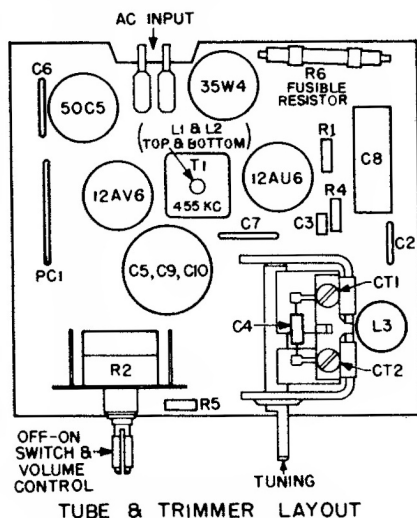 AC INPUT
C6
50C5
35W4
R6
FUSIBLE
RESISTOR
L1 & L2
TOP & BOTTOM
T1
455 KC
R1
C8
12AV6
12AU6
R4
C7
C3
C2
PC1
C5, C9, C10
CT1
C4
L3
R2
CT2
R5
OFF-ON
SWITCH &
VOLUME
CONTROL
TUNING
TUBE & TRIMMER LAYOUT